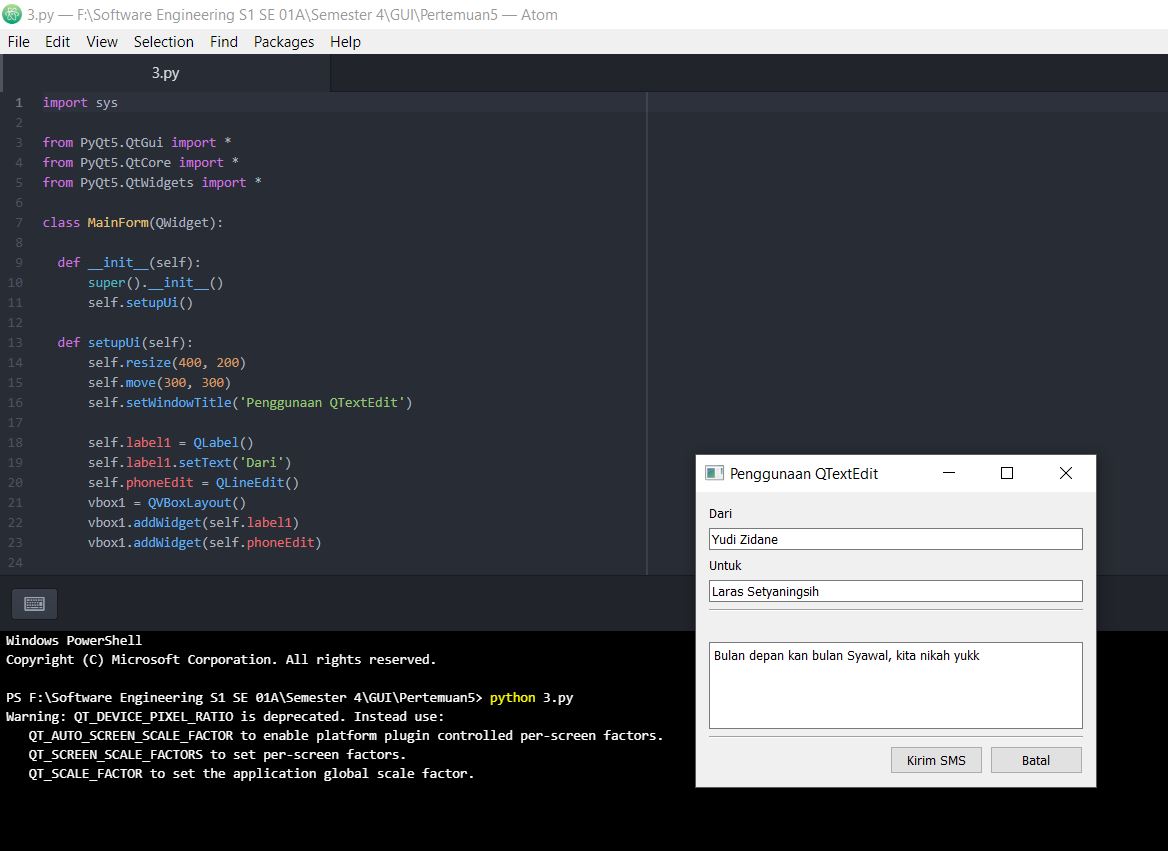 3.py — F:\Software Engineering S1 SE 01A\Semester 4\GUI\Pertemuan5 — Atom
File Edit View Selection Find Packages Help
3.py
1 import sys
2
3 from PyQt5.QtGui import *
4 from PyQt5.QtCore import *
5 from PyQt5.QtWidgets import *
6
7 class MainForm(QWidget):
8
9 def __init__(self):
10 super().__init__()
11 self.setupUi()
12
13 def setupUi(self):
14 self.resize(400, 200)
15 self.move(300, 300)
16 self.setWindowTitle('Penggunaan QTextEdit')
17
18 self.label1 = QLabel()
19 self.label1.setText('Dari')
20 self.phoneEdit = QLineEdit()
21 vbox1 = QVBoxLayout()
22 vbox1.addWidget(self.label1)
23 vbox1.addWidget(self.phoneEdit)
24
Windows PowerShell
Copyright (C) Microsoft Corporation. All rights reserved.
PS F:\Software Engineering S1 SE 01A\Semester 4\GUI\Pertemuan5> python 3.py
Warning: QT_DEVICE_PIXEL_RATIO is deprecated. Instead use:
QT_AUTO_SCREEN_SCALE_FACTOR to enable platform plugin controlled per-screen factors.
QT_SCREEN_SCALE_FACTORS to set per-screen factors.
QT_SCALE_FACTOR to set the application global scale factor.
Penggunaan QTextEdit
Dari
Yudi Zidane
Untuk
Laras Setyaningsih
Bulan depan kan bulan Syawal, kita nikah yukk
Kirim SMS Batal